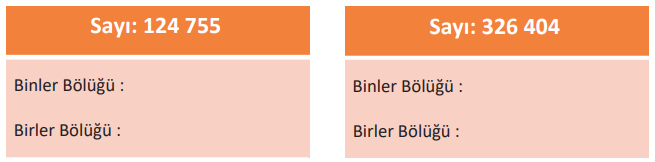 Sayı: 124 755
Binler Bölüğü :
Birler Bölüğü :
Sayı: 326 404
Binler Bölüğü :
Birler Bölüğü :